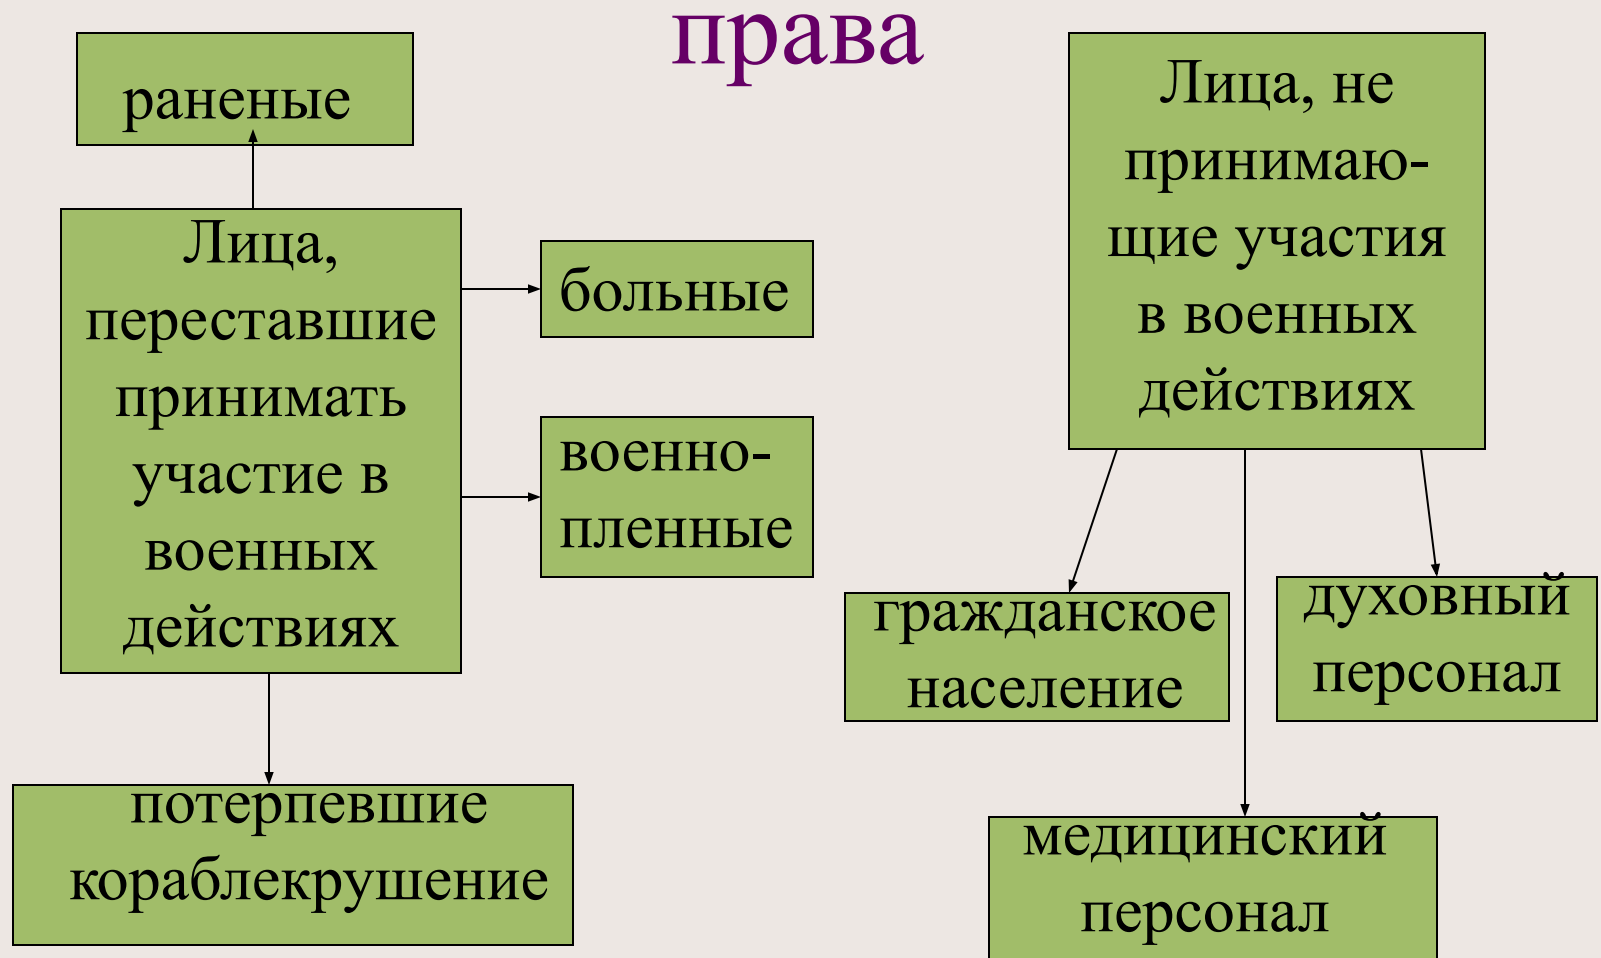 права
раненые
Лица,
переставшие
принимать
участие в
военных
действиях
больные
военно-
пленные
потерпевшие
кораблекрушение
Лица, не
принимаю-
щие участия
в военных
действиях
гражданское
население
духовный
персонал
медицинский
персонал